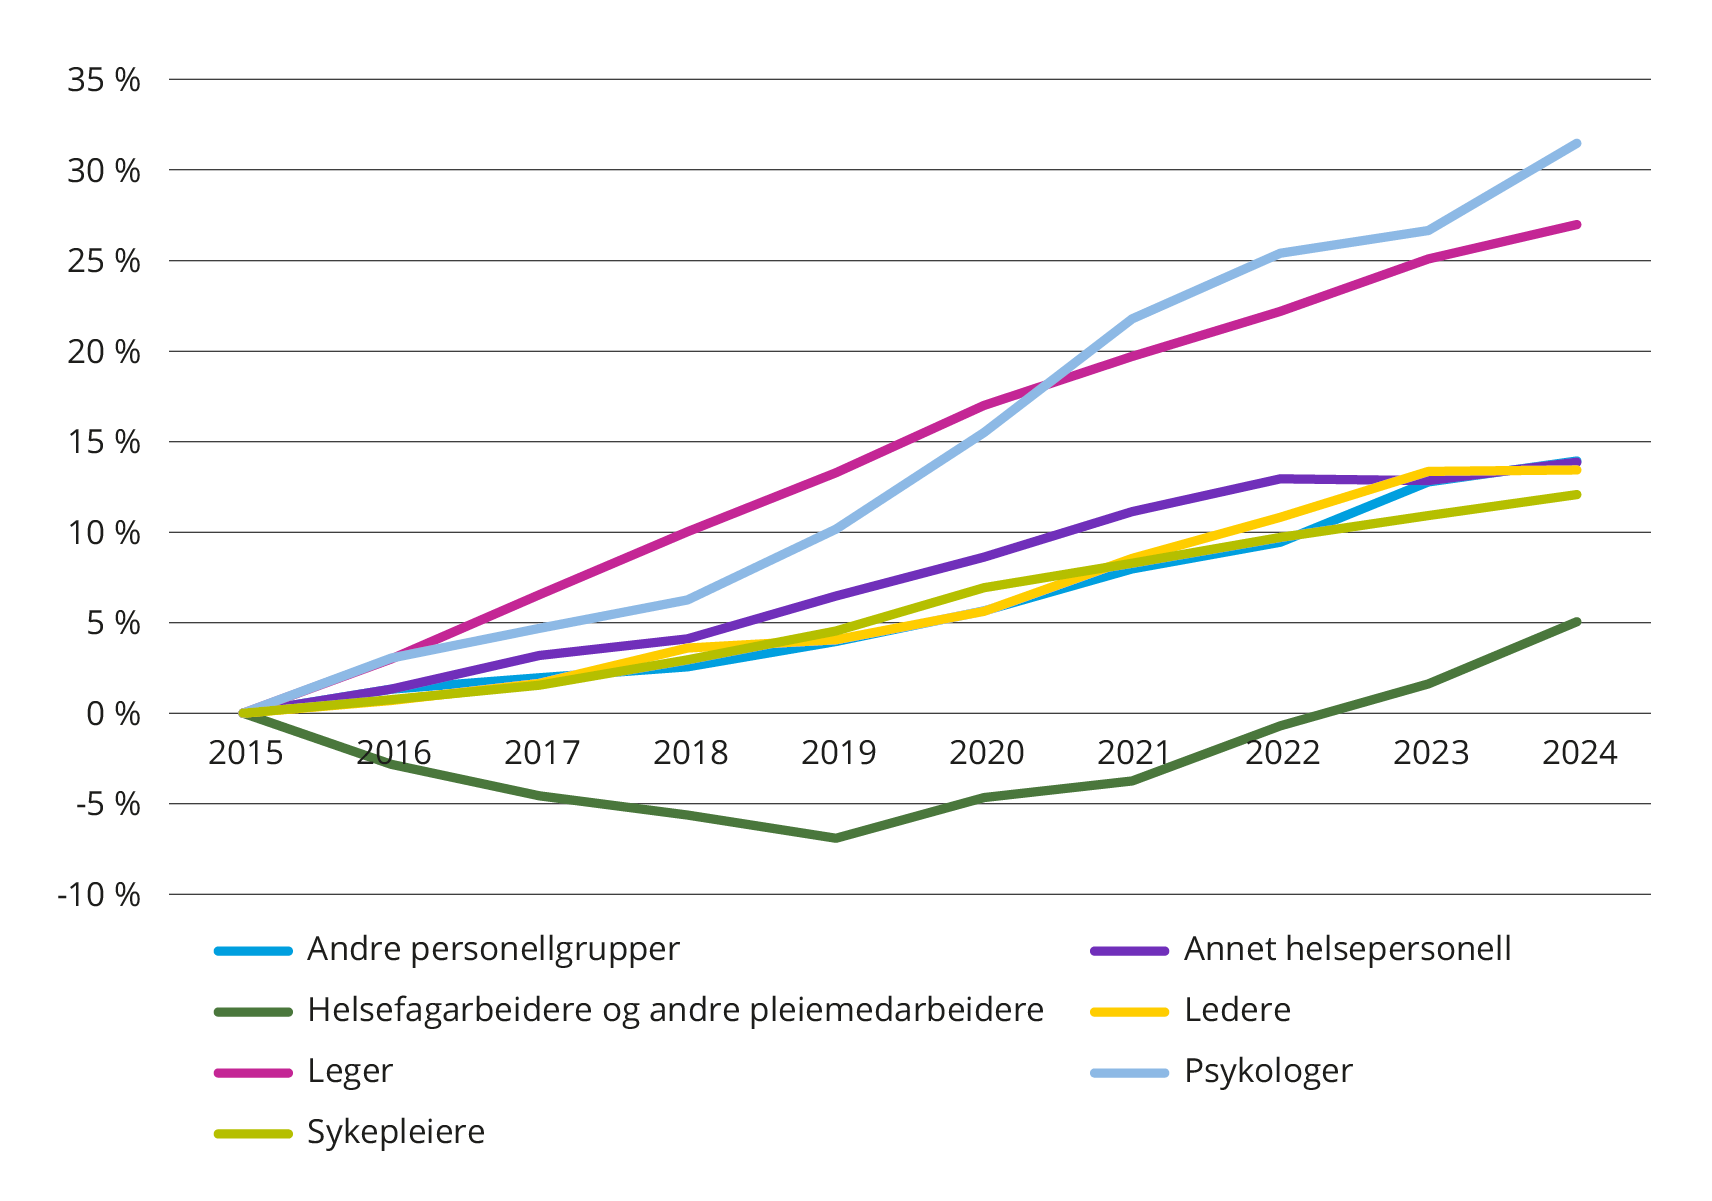 35 %
30 %
25 %
20 %
15 %
10 %
5 %
0 %
2015 2016 2017 2018 2019 2020 2021 2022 2023 2024
-5 %
-10 %
Andre personellgrupper Annet helsepersonell
Helsefagarbeidere og andre pleiemedarbeidere Ledere
Leger Psykologer
Sykepleiere